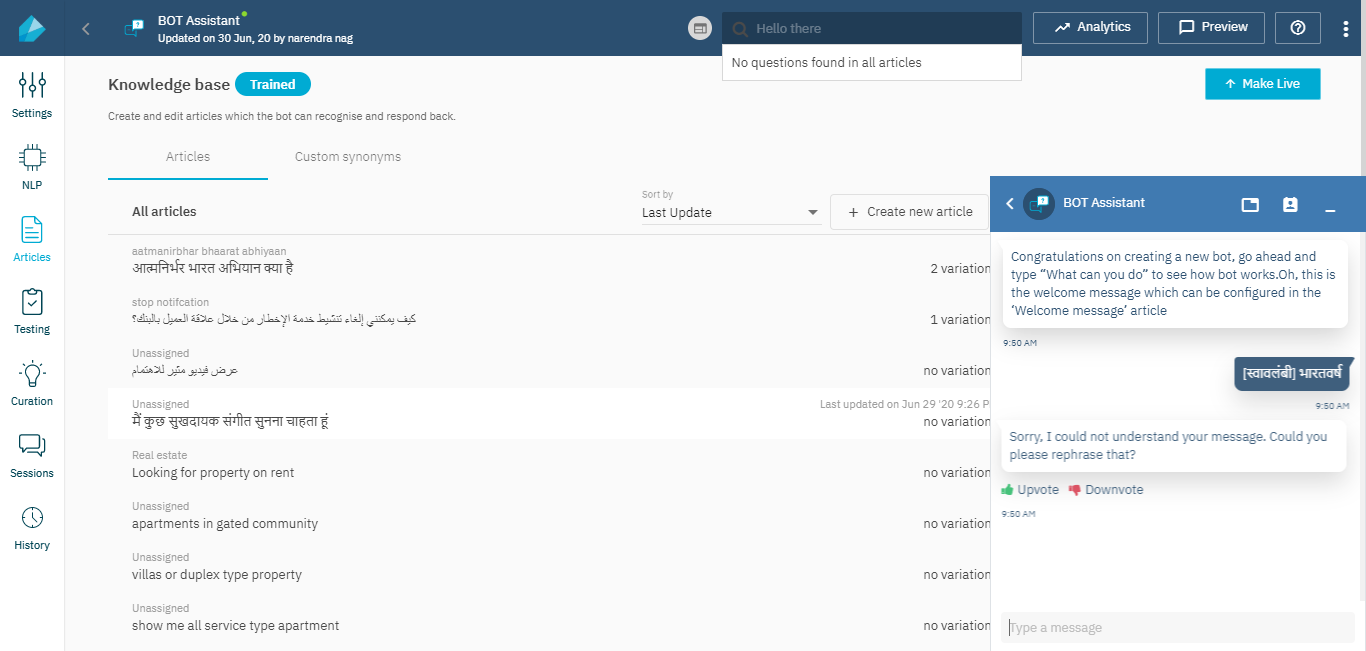 BOT Assistant
Updated on 30 Jun, 20 by narendra nag
Hello there
No questions found in all articles
Analytics
Preview
Settings
NLP
Articles
Testing
Curation
Sessions
History
Knowledge base
Trained
Make Live
Create and edit articles which the bot can recognise and respond back.
Articles
Custom synonyms
All articles
Sort by
Last Update
+ Create new article
aatmanirbhar bhaarat abhiyaan
आत्मनिर्भर भारत अभियान क्या है
2 variation
stop notifcation
كيف يمكنني إلغاء تنشيط خدمة الإخطار من خلال علاقة العميل بالبنك؟
1 variation
Unassigned
عرض فيديو مثير للاهتمام
no variation
Unassigned
Last updated on Jun 29 '20 9:26 P
मैं कुछ सुखदायक संगीत सुनना चाहता हूं
no variation
Real estate
Looking for property on rent
no variation
Unassigned
apartments in gated community
no variation
Unassigned
villas or duplex type property
no variation
Unassigned
show me all service type apartment
no variation
BOT Assistant
Congratulations on creating a new bot, go ahead and
type “What can you do” to see how bot works.Oh, this is
the welcome message which can be configured in the
‘Welcome message’ article
9:50 AM
[स्वावलंबी] भारतवर्ष
9:50 AM
Sorry, I could not understand your message. Could you
please rephrase that?
Upvote
Downvote
9:50 AM
Type a message